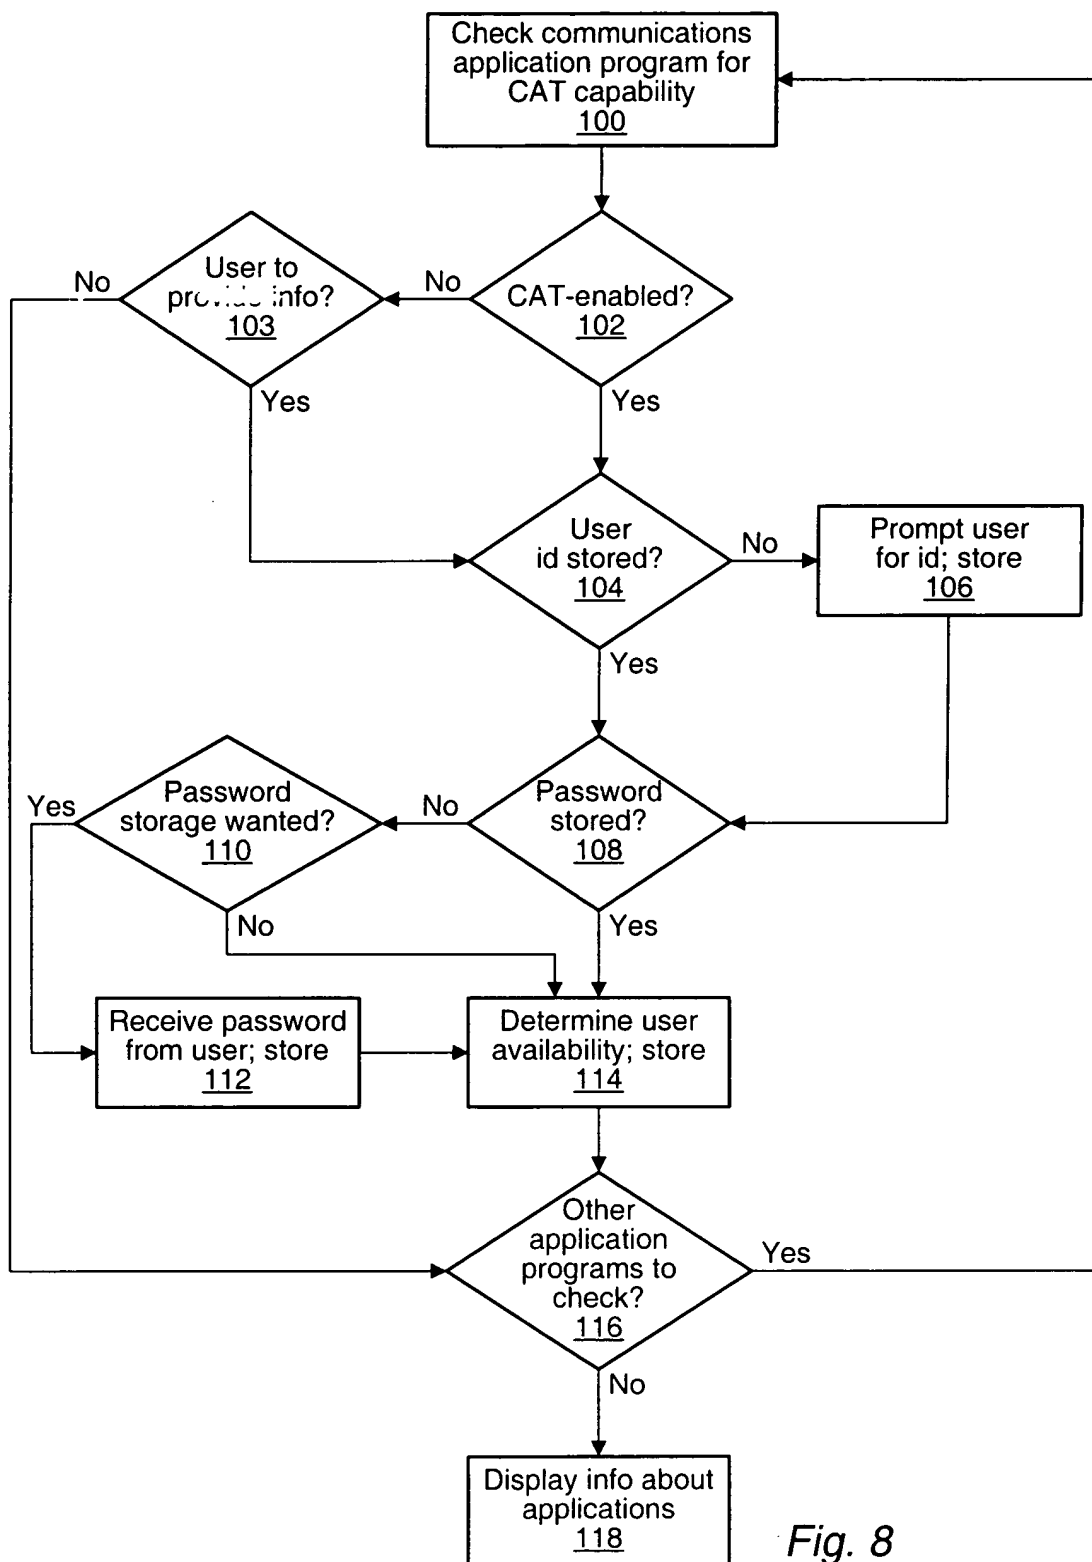 Check communications
application program for
CAT capability
100
User to
provide info?
103
No
No
CAT-enabled?
102
Yes
Yes
User
id stored?
104
No
Prompt user
for id; store
106
Yes
Password
storage wanted?
110
Yes
No
Password
stored?
108
No
Yes
Receive password
from user; store
112
Determine user
availability; store
114
Other
application
programs to
check?
116
Yes
No
Display info about
applications
118
Fig. 8